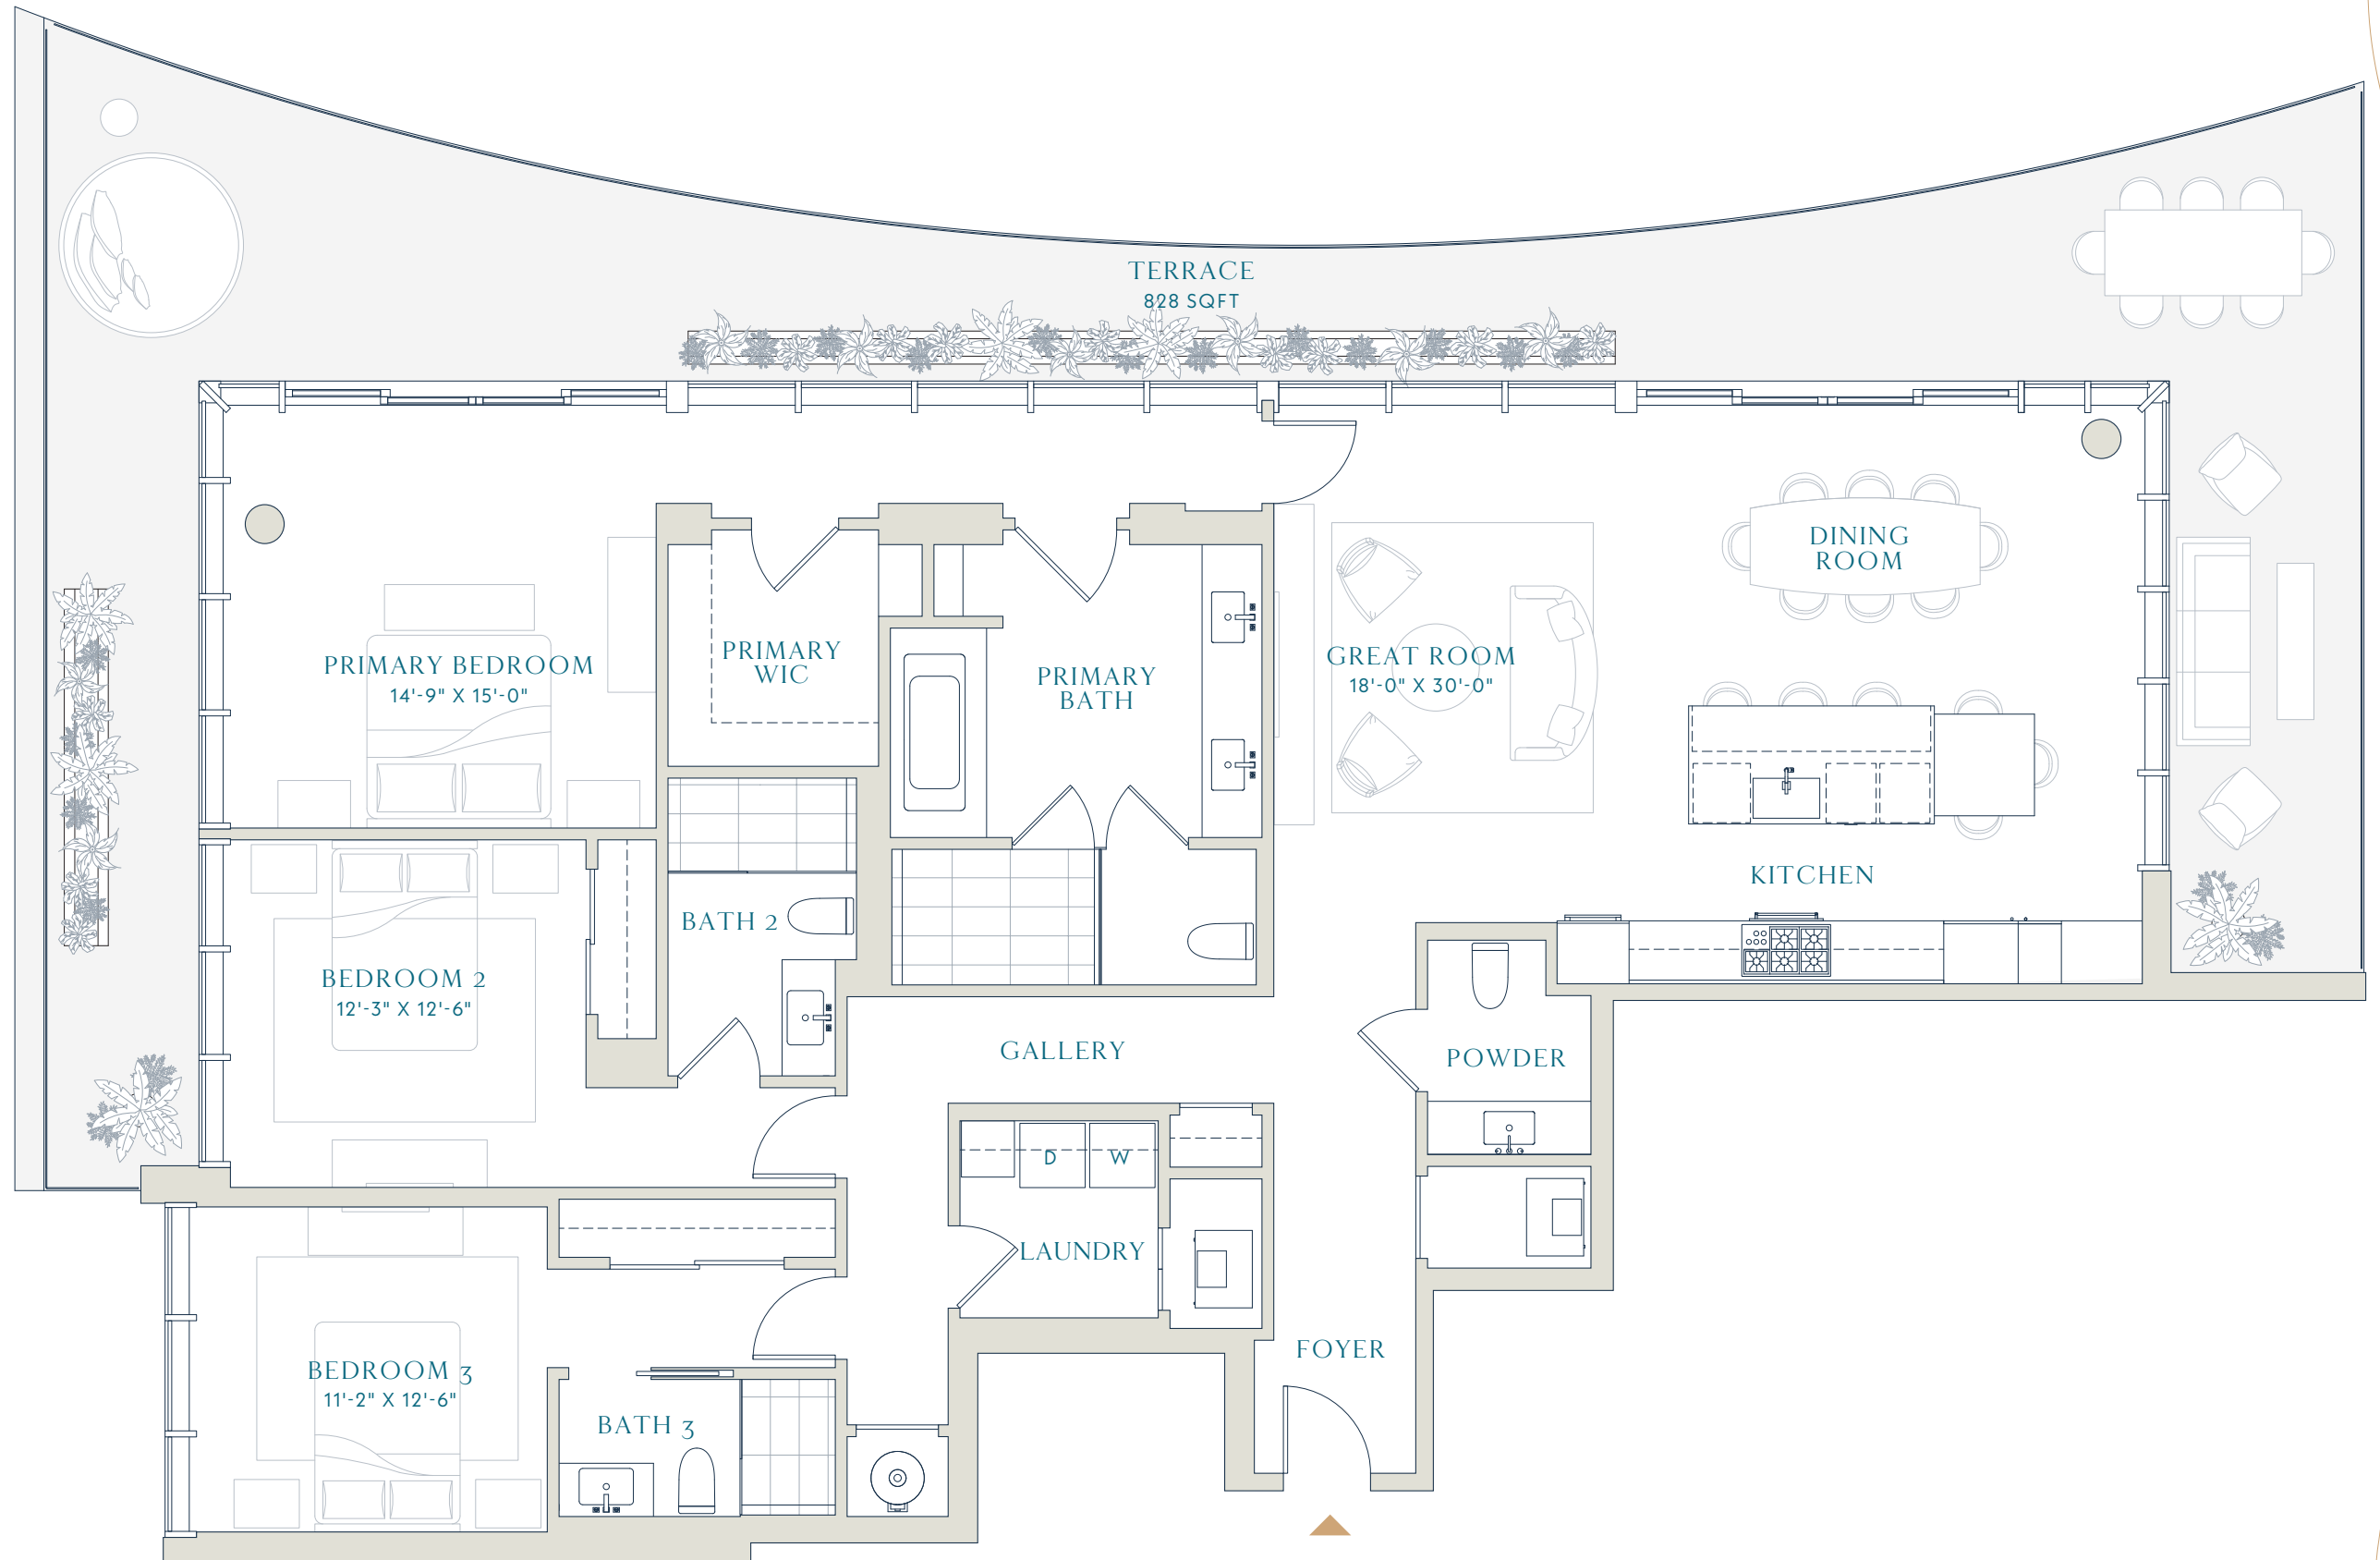 TERRACE
828 SQFT
DINING
ROOM
PRIMARY BEDROOM
14'-9" X 15'-0"
PRIMARY
WIC
PRIMARY
BATH
GREAT ROOM
18'-0" X 30'-0"
KITCHEN
BATH 2
BEDROOM 2
12'-3" X 12'-6"
GALLERY
POWDER
D
W
LAUNDRY
FOYER
BEDROOM 3
11'-2" X 12'-6"
BATH 3